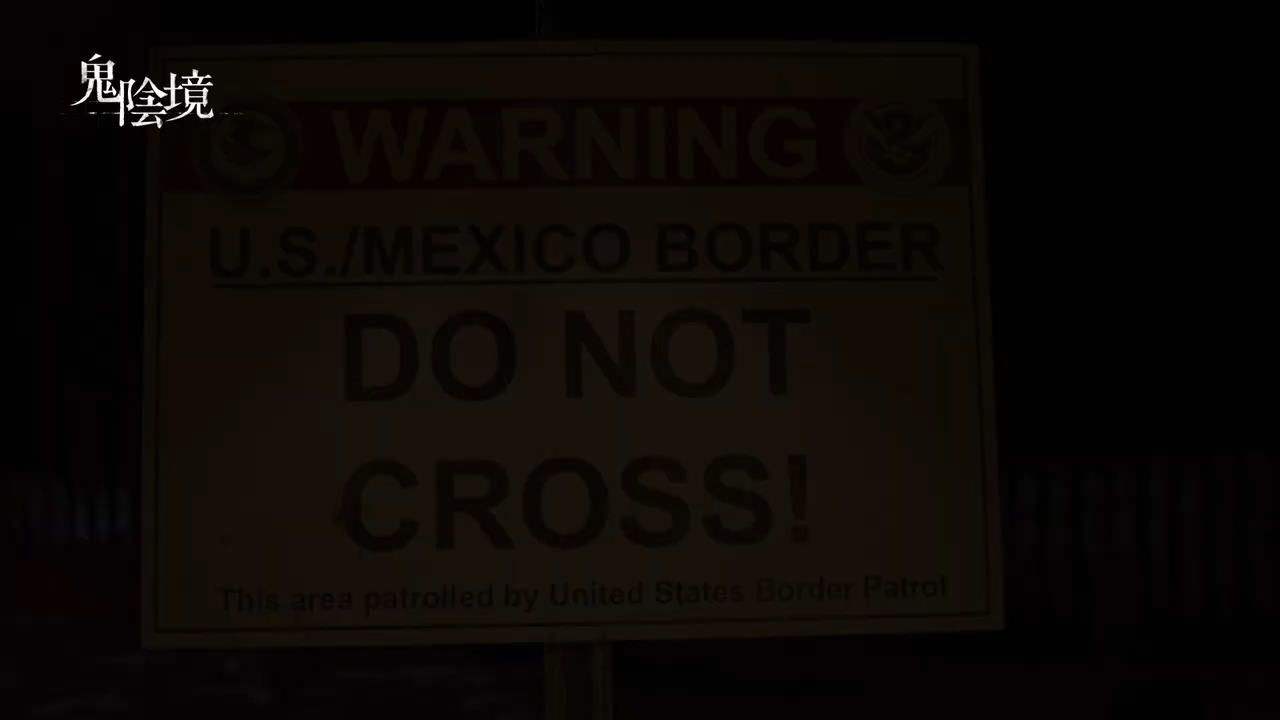 鬼陰境
WARNING
U.S./MEXICO BORDER
DO NOT
CROSS!
This area patrolled by United States Border Patrol